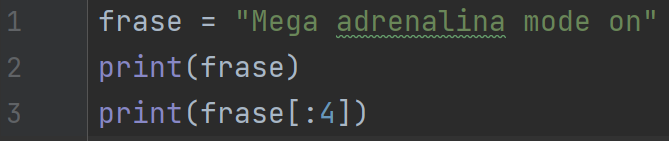 1 frase = "Mega adrenalina mode on"
2 print(frase)
3 print(frase[:4])